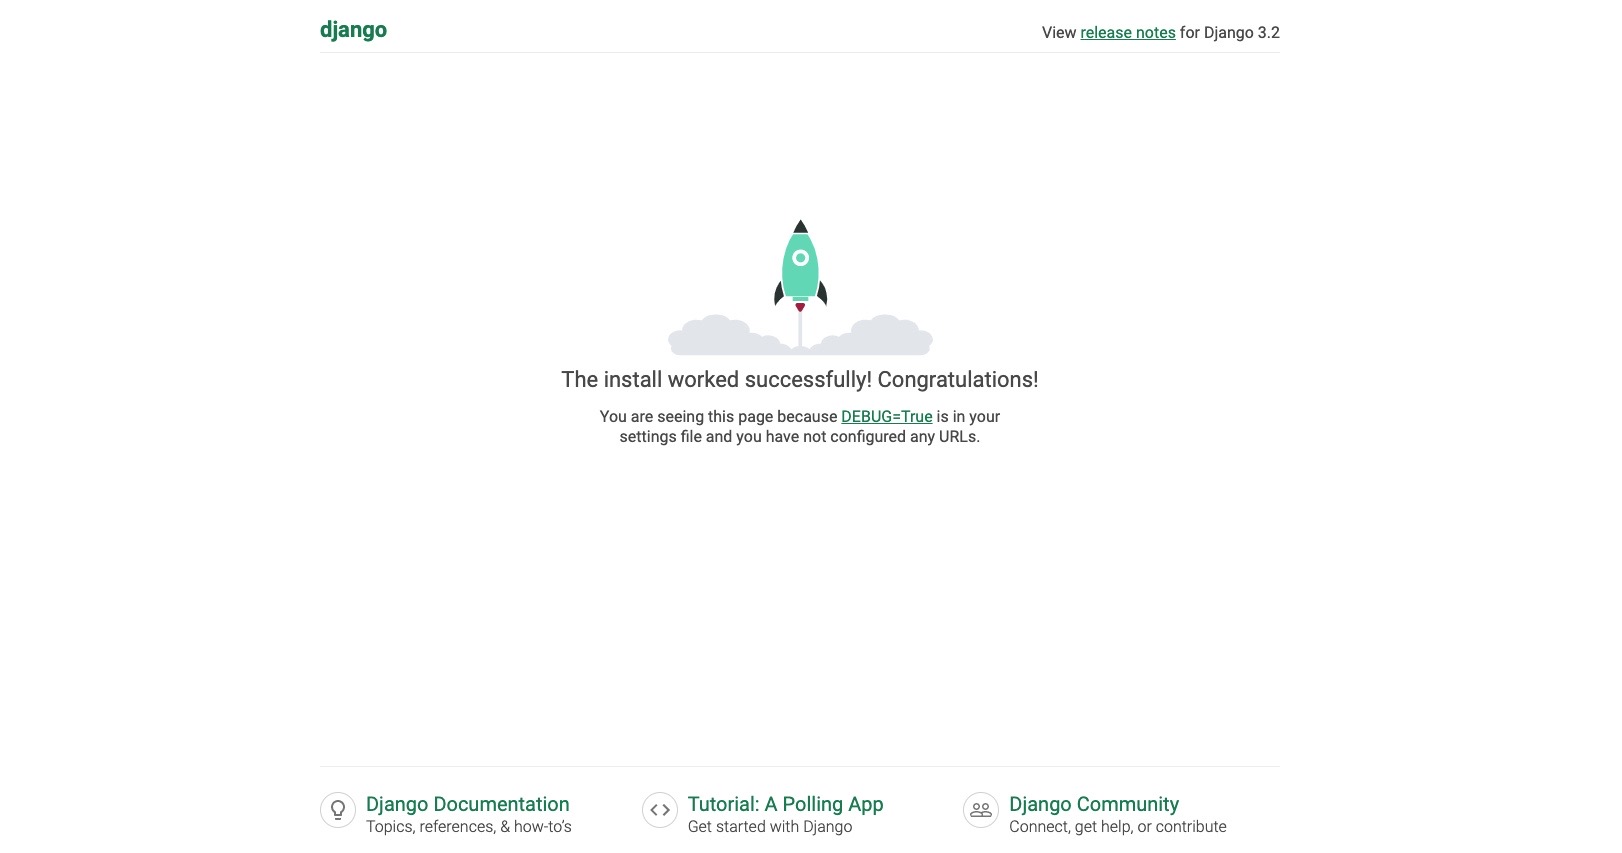 django
View release notes for Django 3.2
The install worked successfully! Congratulations!
You are seeing this page because DEBUG=True is in your
settings file and you have not configured any URLs.
Django Documentation
Topics, references, & how-to’s
Tutorial: A Polling App
Get started with Django
Django Community
Connect, get help, or contribute